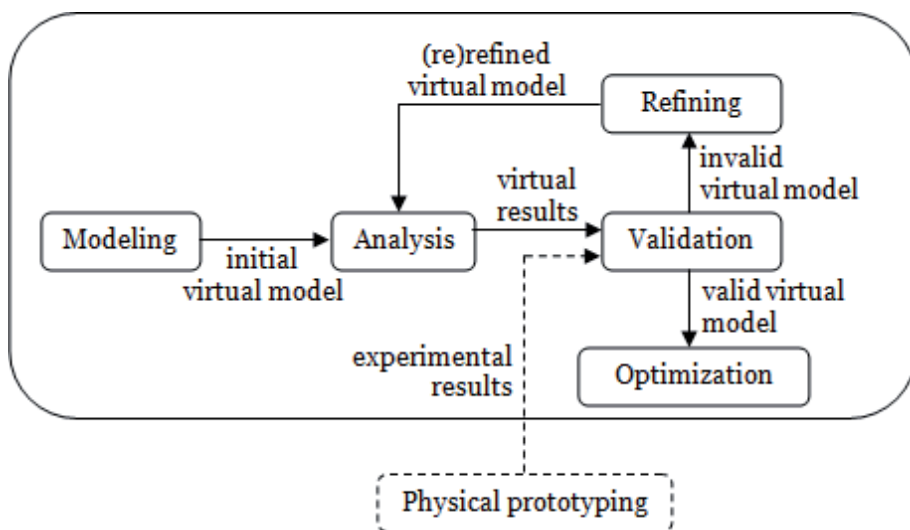 (re)refined
virtual model
Refining
invalid
virtual model
virtual
results
Modeling
Analysis
Validation
initial
virtual model
valid virtual
model
experimental
results
Optimization
Physical prototyping